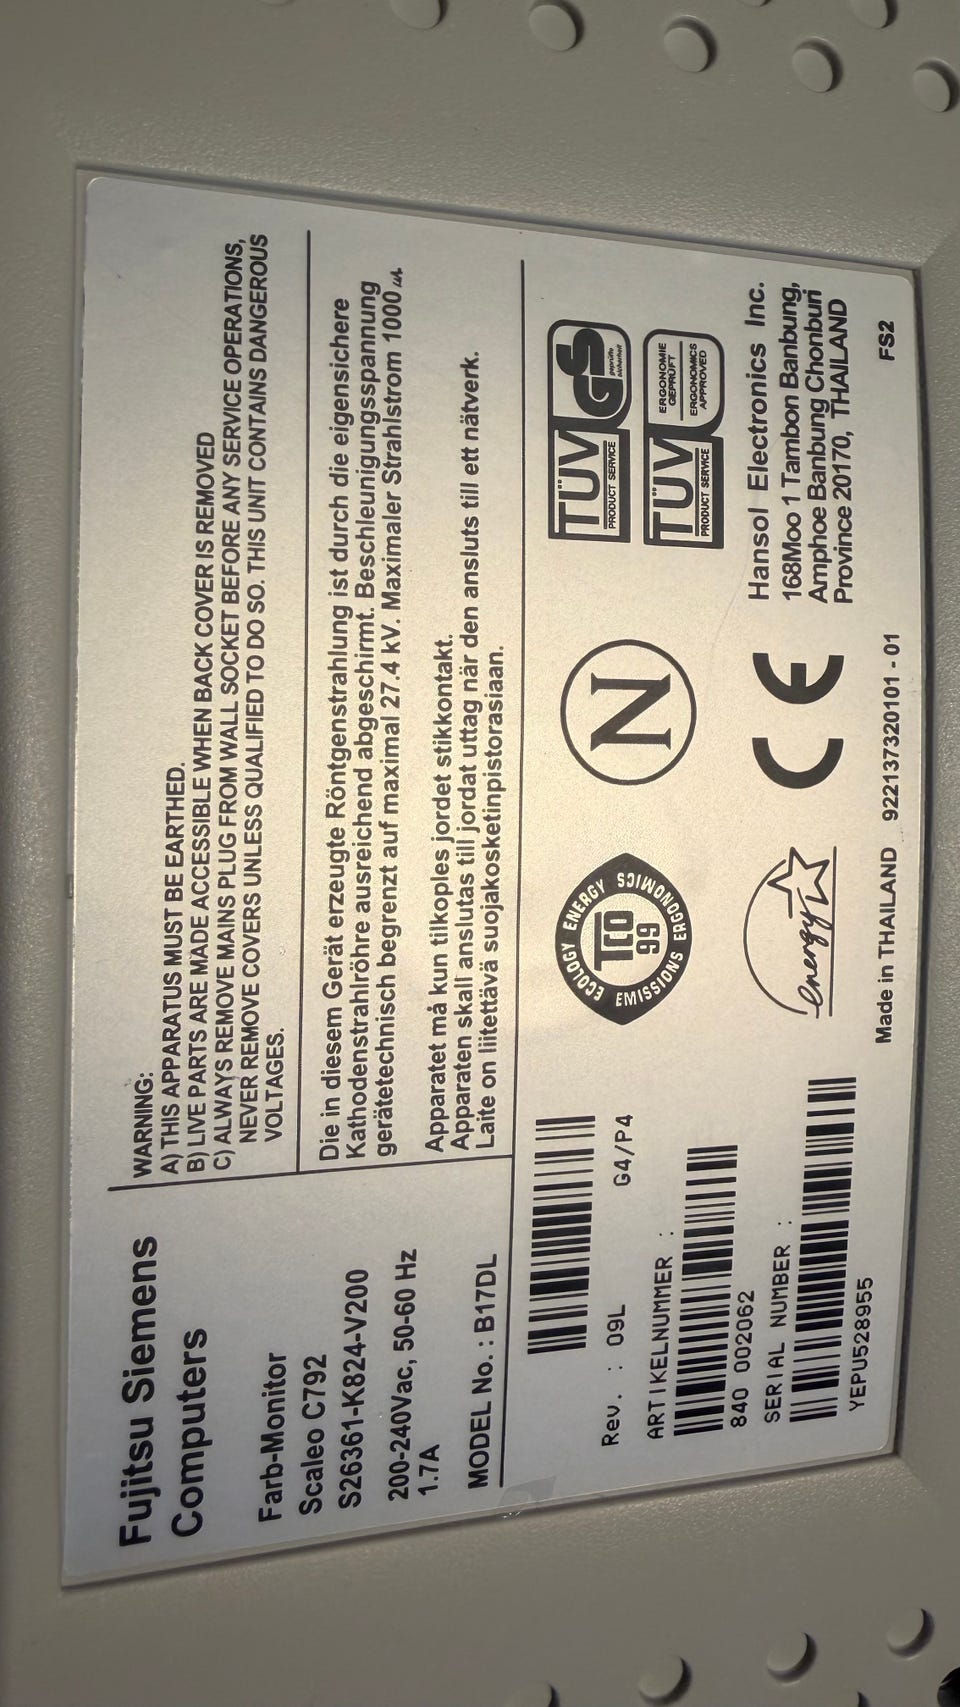 Fujitsu Siemens
Computers
Farb-Monitor
Scaleo C792
S26361-K824-V200
200-240Vac, 50-60 Hz
1.7A
MODEL No. : B17DL
WARNING:
A) THIS APPARATUS MUST BE EARTHED.
B) LIVE PARTS ARE MADE ACCESSIBLE WHEN BACK COVER IS REMOVED
C) ALWAYS REMOVE MAINS PLUG FROM WALL SOCKET BEFORE ANY SERVICE OPERATIONS,
NEVER REMOVE COVERS UNLESS QUALIFIED TO DO SO. THIS UNIT CONTAINS DANGEROUS
VOLTAGES.
Die in diesem Gerät erzeugte Röntgenstrahlung ist durch die eigensichere
Kathodenstrahlröhre ausreichend abgeschirmt. Beschleunigungsspannung
gerätetechnisch begrenzt auf maximal 27.4 kV. Maximaler Strahlstrom 1000 µA
Apparatet må kun tilkoples jordet stikkontakt.
Apparaten skall anslutas till jordat uttag när den ansluts till ett nätverk.
Laite on liitettävä suojakosketinpistorasiaan.
Rev. : 09L G4/P4
ARTIKELNUMMER :
840 002062
SERIAL NUMBER :
YEPU528955
ECOLOGY ENERGY
TCO
99
EMISSIONS ERGONOMICS
N
TÜV
PRODUCT SERVICE
GS
geprüfte
Sicherheit
TÜV
PRODUCT SERVICE
ERGONOMIE
GEPRÜFT
ERGONOMICS
APPROVED
energy
CE
Hansol Electronics Inc.
168Moo 1 Tambon Banbung,
Amphoe Banbung Chonburi
Province 20170, THAILAND
Made in THAILAND 92213732​0101 - 01 FS2